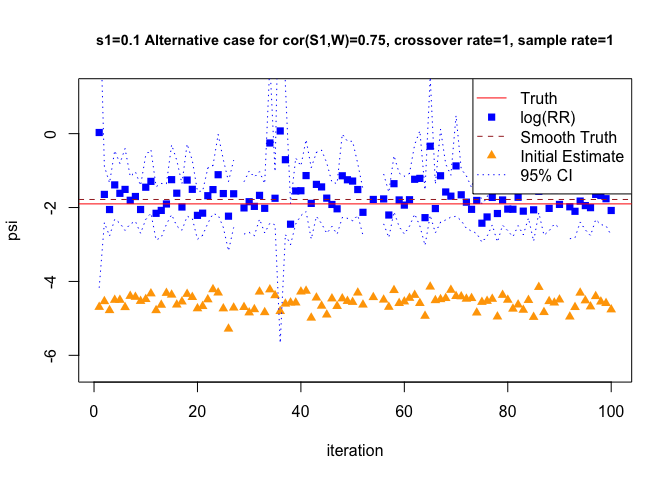 s1=0.1 Alternative case for cor(S1,W)=0.75, crossover rate=1, sample rate=1
Truth
log(RR)
Smooth Truth
Initial Estimate
95% CI
psi
0
-2
-4
-6
0 20 40 60 80 100
iteration